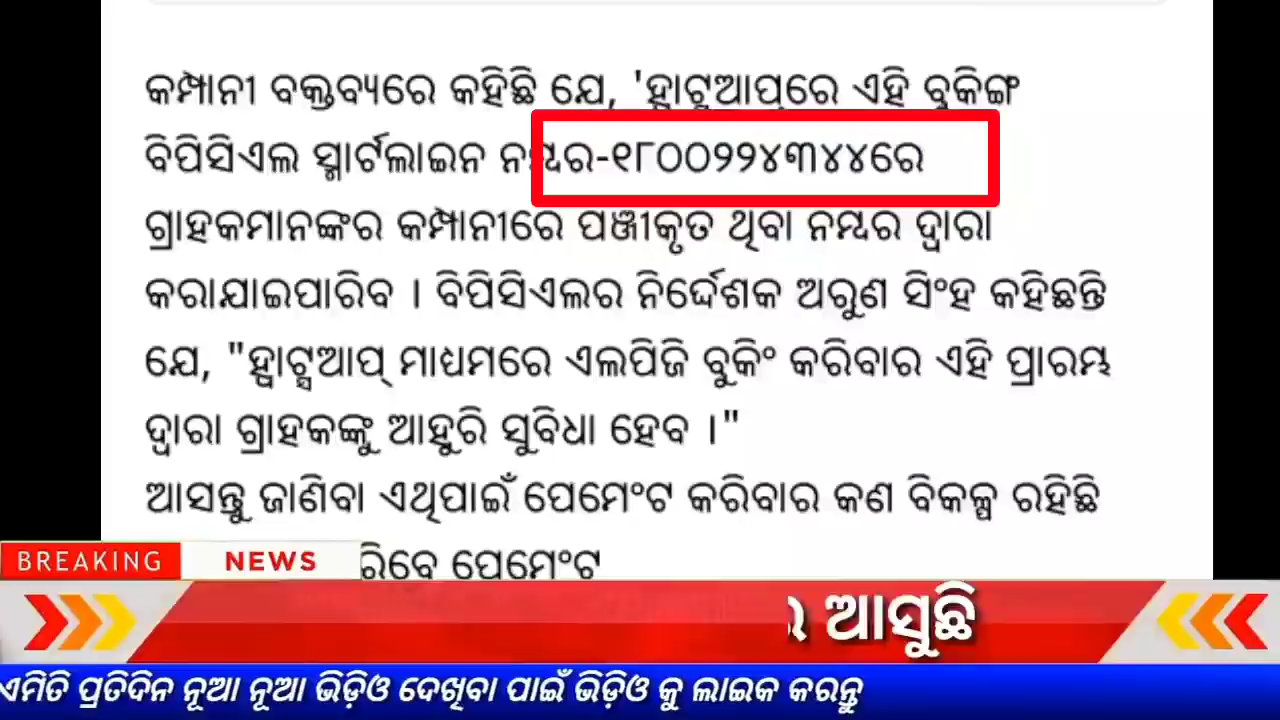 କମ୍ପାନୀ ବକ୍ତବ୍ୟରେ କହିଛି ଯେ, 'ହ୍ବାଟ୍ସଆପ୍‌ରେ ଏହି ବୁକିଙ୍ଗ
ବିପିସିଏଲ ସ୍ମାର୍ଟଲାଇନ ନମ୍ବର-୧୮୦୦୨୨୪୩୪୪ରେ
ଗ୍ରାହକମାନଙ୍କର କମ୍ପାନୀରେ ପଞ୍ଜୀକୃତ ଥିବା ନମ୍ବର ଦ୍ୱାରା
କରାଯାଇପାରିବ । ବିପିସିଏଲର ନିର୍ଦ୍ଦେଶକ ଅରୁଣ ସିଂହ କହିଛନ୍ତି
ଯେ, "ହ୍ବାଟ୍ସଆପ୍ ମାଧ୍ୟମରେ ଏଲପିଜି ବୁକିଂ କରିବାର ଏହି ପ୍ରାରମ୍ଭ
ଦ୍ୱାରା ଗ୍ରାହକଙ୍କୁ ଆହୁରି ସୁବିଧା ହେବ ।"
ଆସନ୍ତୁ ଜାଣିବା ଏଥିପାଇଁ ପେମେଂଟ କରିବାର କଣ ବିକଳ୍ପ ରହିଛି
ରିବେ ପେମେଂଟ
BREAKING NEWS
ଆସୁଛି
ଏମିତି ପ୍ରତିଦିନ ନୂଆ ନୂଆ ଭିଡ଼ିଓ ଦେଖିବା ପାଇଁ ଭିଡ଼ିଓ କୁ ଲାଇକ କରନ୍ତୁ